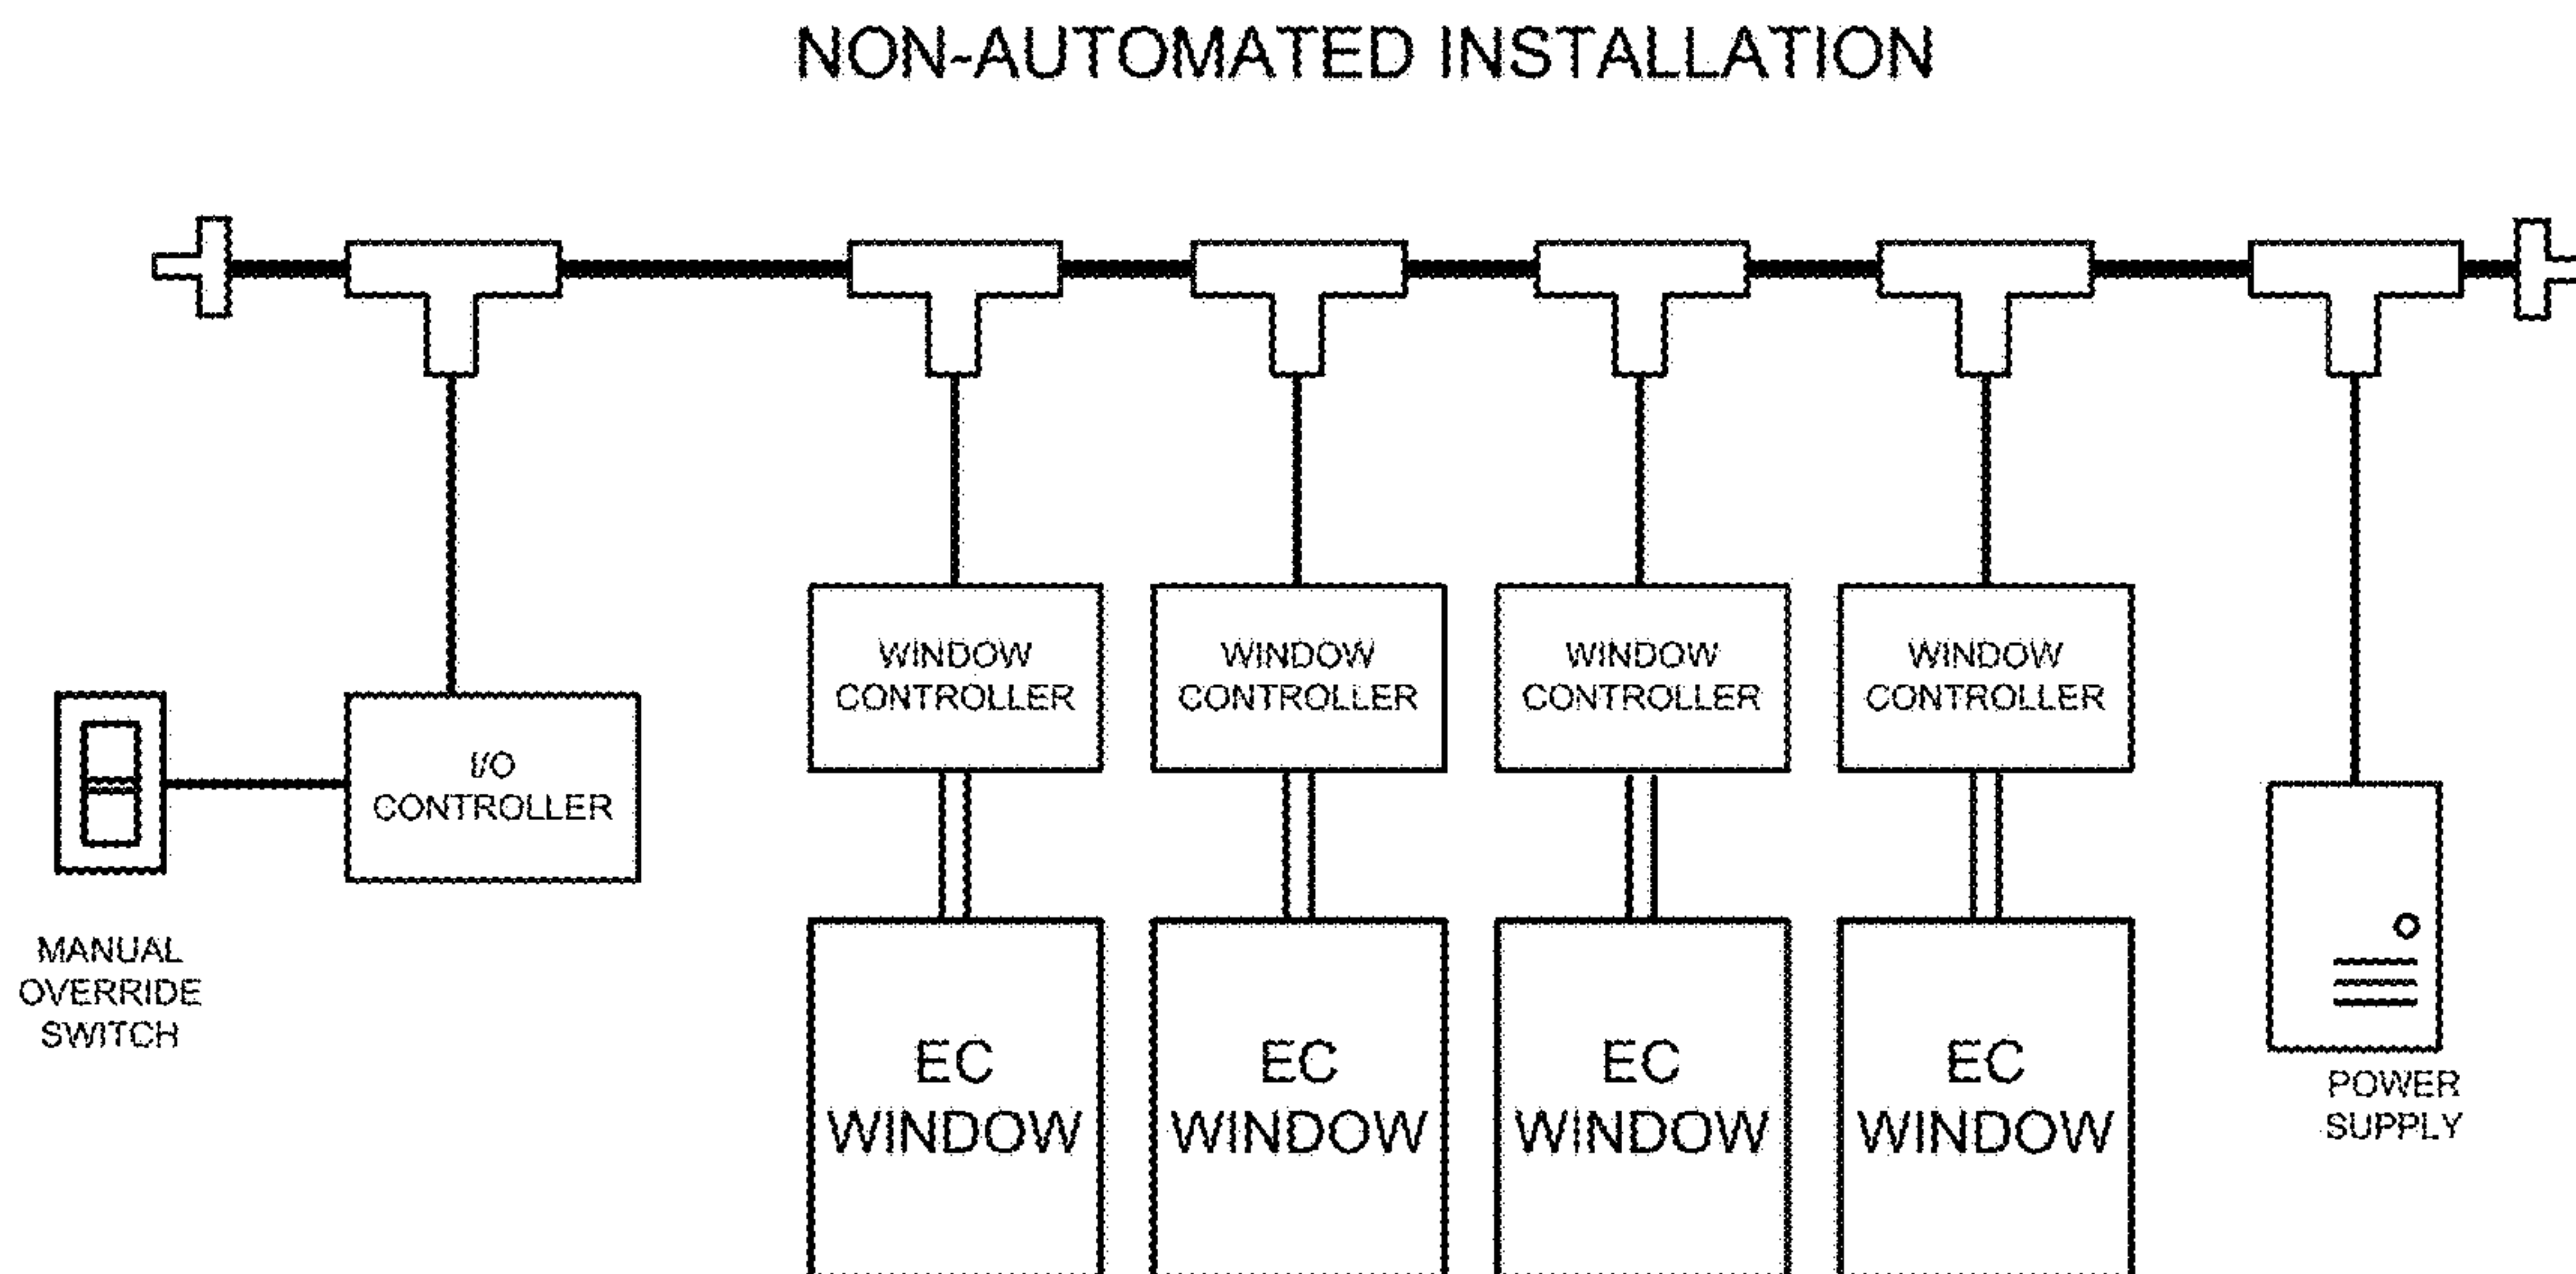 NON-AUTOMATED INSTALLATION
WINDOW
CONTROLLER
WINDOW
CONTROLLER
WINDOW
CONTROLLER
WINDOW
CONTROLLER
I/O
CONTROLLER
MANUAL
OVERRIDE
SWITCH
EC
WINDOW
EC
WINDOW
EC
WINDOW
EC
WINDOW
POWER
SUPPLY